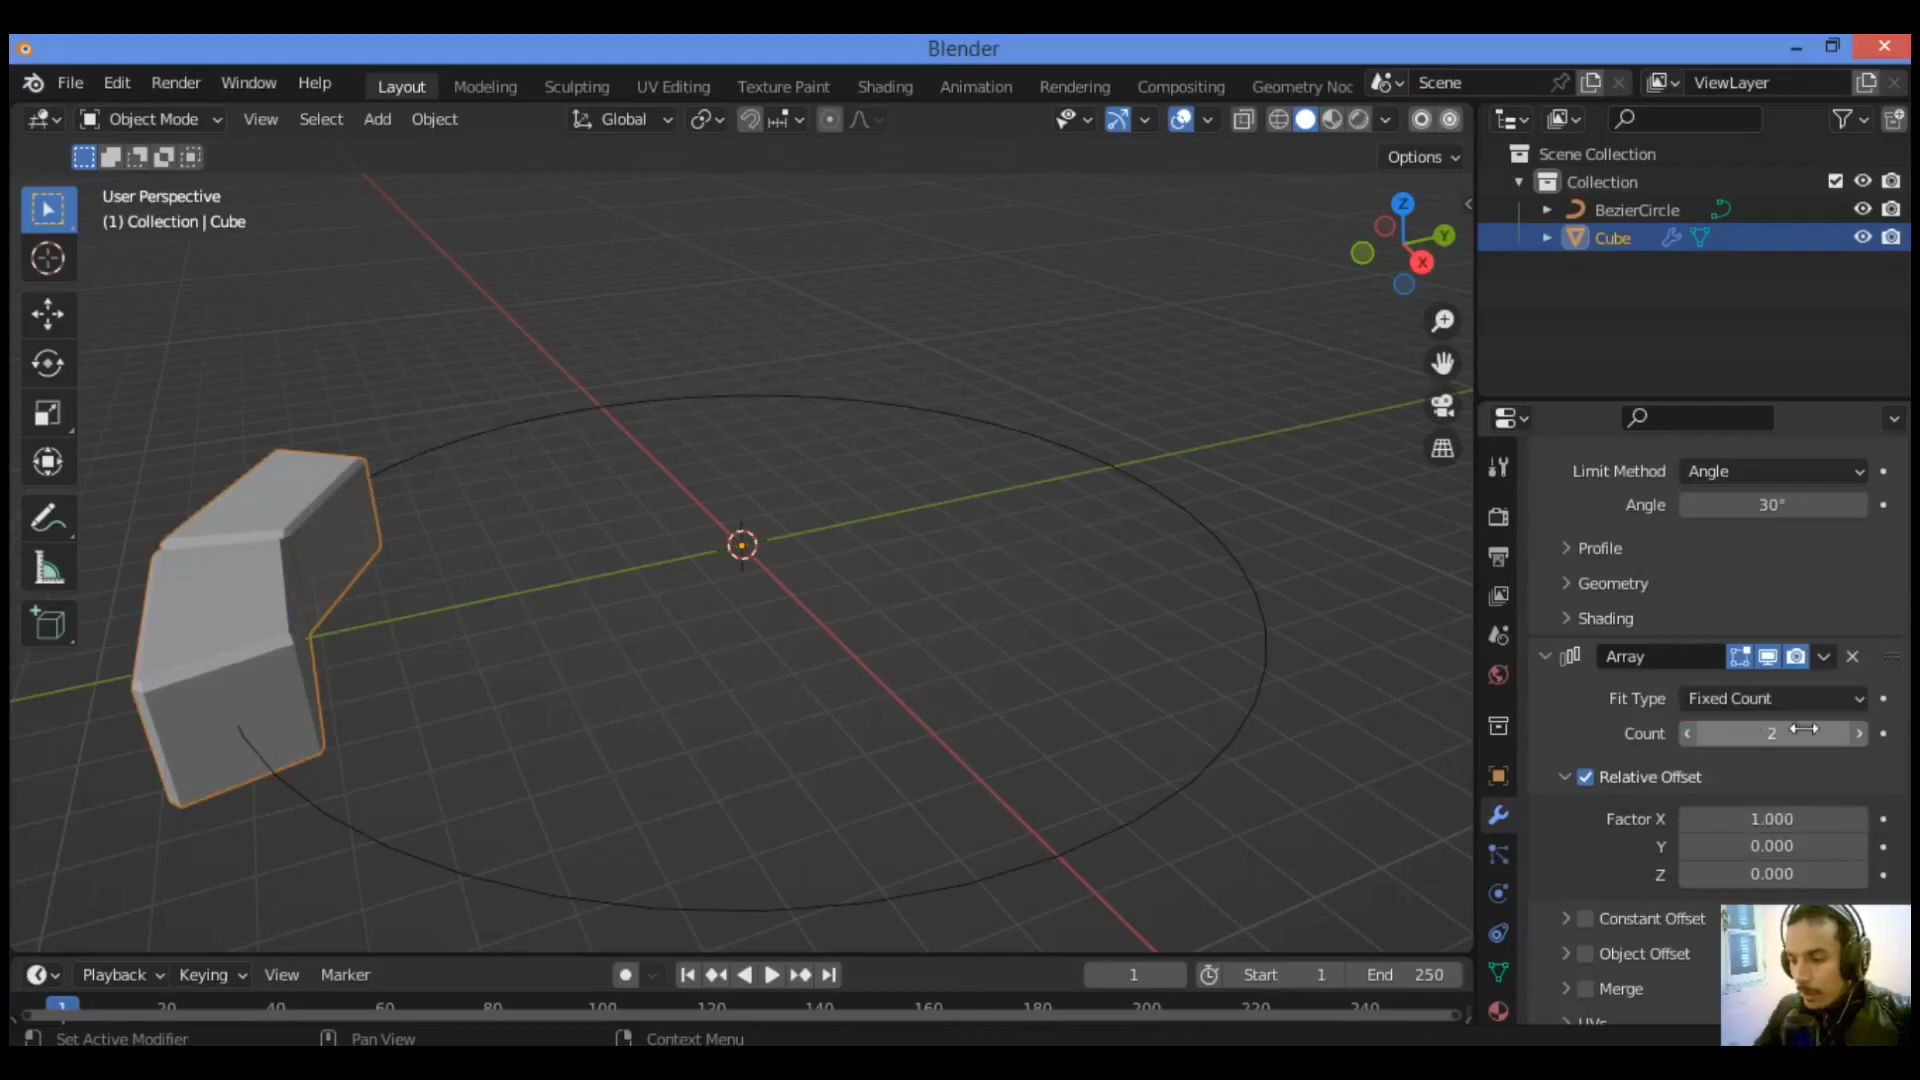 Blender
File Edit Render Window Help Layout Modeling Sculpting UV Editing Texture Paint Shading Animation Rendering Compositing Geometry Noc Scene ViewLayer
Object Mode View Select Add Object Global
Options
User Perspective
(1) Collection | Cube
Z
Y
X
Scene Collection
Collection
BezierCircle
Cube
Limit Method Angle
Angle 30°
Profile
Geometry
Shading
Array
Fit Type Fixed Count
Count 2
Relative Offset
Factor X 1.000
Y 0.000
Z 0.000
Constant Offset
Object Offset
Merge
UVs
Playback Keying View Marker 1 Start 1 End 250
1 20 40 60 80 100 120 140 160 180 200 220 240
Set Active Modifier Pan View Context Menu